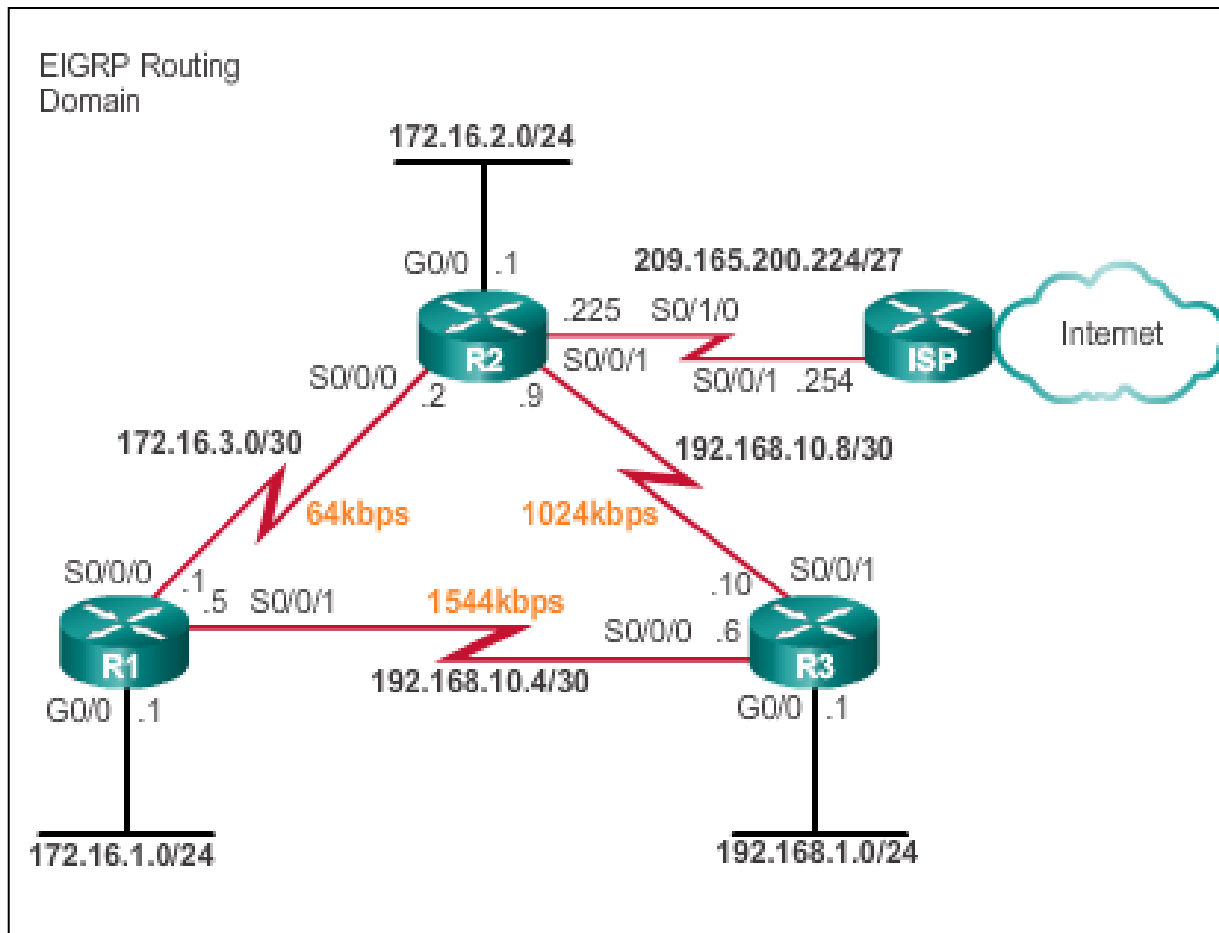 EIGRP Routing
Domain
172.16.2.0/24
G0/0 .1
209.165.200.224/27
.225 S0/1/0
R2
S0/0/1
ISP
Internet
S0/0/1 .254
S0/0/0
.2
.9
172.16.3.0/30
192.168.10.8/30
64kbps
1024kbps
S0/0/0
.1
.10
S0/0/1
.5 S0/0/1
1544kbps
S0/0/0 .6
R1
R3
192.168.10.4/30
G0/0 .1
G0/0 .1
172.16.1.0/24
192.168.1.0/24